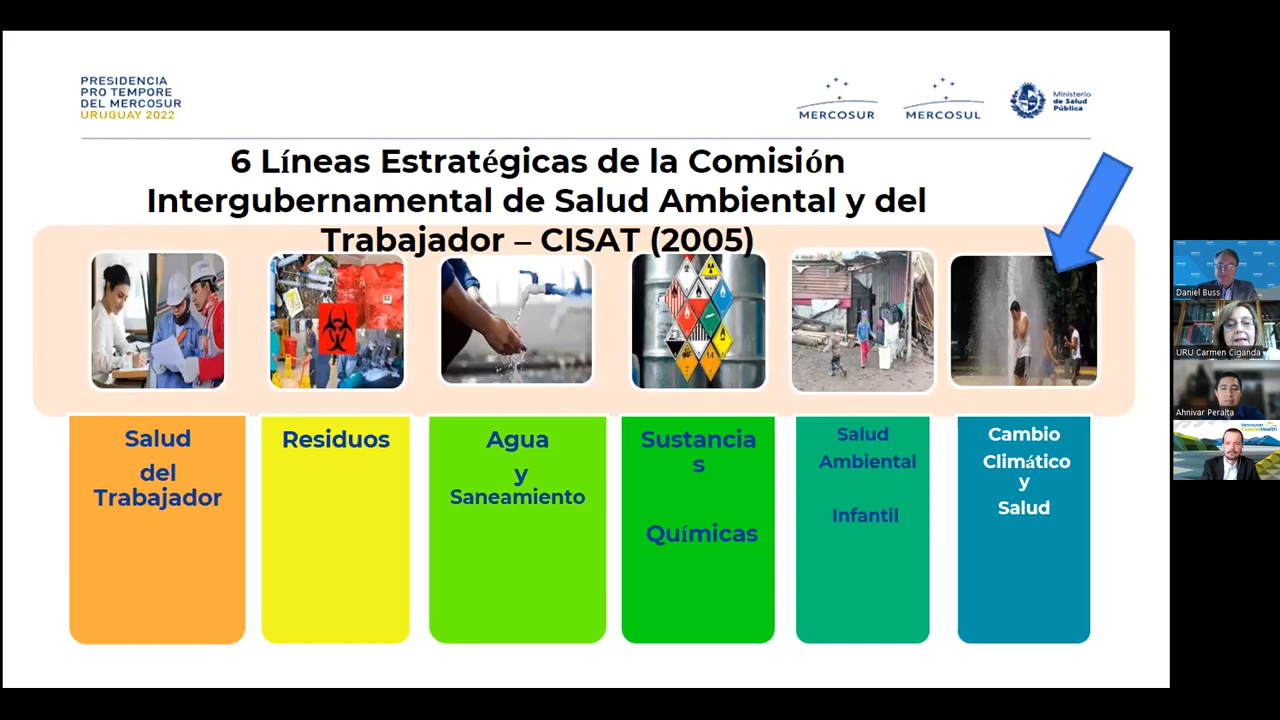 PRESIDENCIA
PRO TEMPORE
DEL MERCOSUR
URUGUAY 2022
MERCOSUR
MERCOSUL
Ministerio
de Salud
Pública
6 Líneas Estratégicas de la Comisión
Intergubernamental de Salud Ambiental y del
Trabajador – CISAT (2005)
Salud
del
Trabajador
Residuos
Agua
y
Saneamiento
Sustancia
s
Químicas
Salud
Ambiental
Infantil
Cambio
Climático
y
Salud
Daniel Buss
URU Carmen Ciganda
Ahnivar Peralta
Vancouver
CoastalHealth